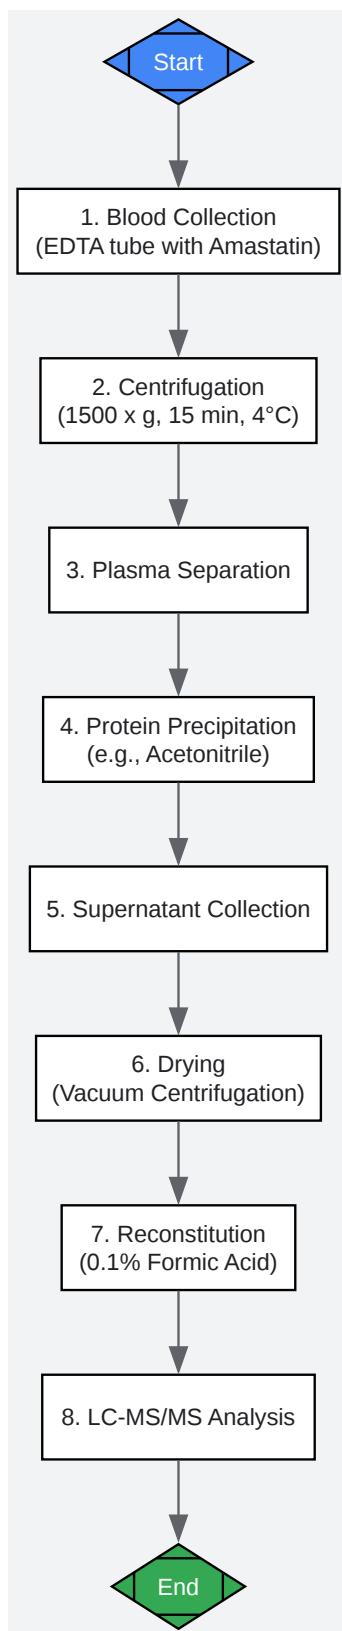 Start
1. Blood Collection
(EDTA tube with Amastatin)
2. Centrifugation
(1500 x g, 15 min, 4°C)
3. Plasma Separation
4. Protein Precipitation
(e.g., Acetonitrile)
5. Supernatant Collection
6. Drying
(Vacuum Centrifugation)
7. Reconstitution
(0.1% Formic Acid)
8. LC-MS/MS Analysis
End